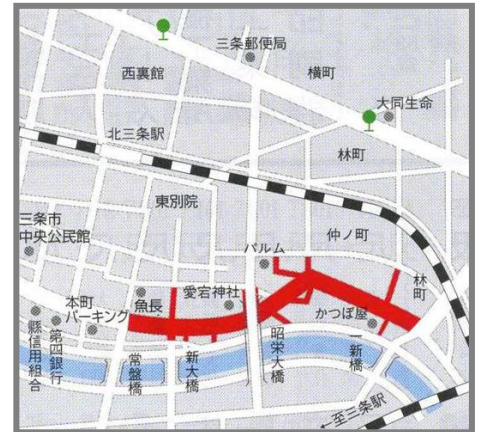 三条郵便局
西裏館
横町
大同生命
北三条駅
林町
東別院
三条市
中央公民館
仲ノ町
パルム
本町
パーキング
魚長
愛宕神社
林町
かつぼ屋
縣信用組合
第四銀行
常盤橋
新大橋
昭栄大橋
一新橋
←至三条駅